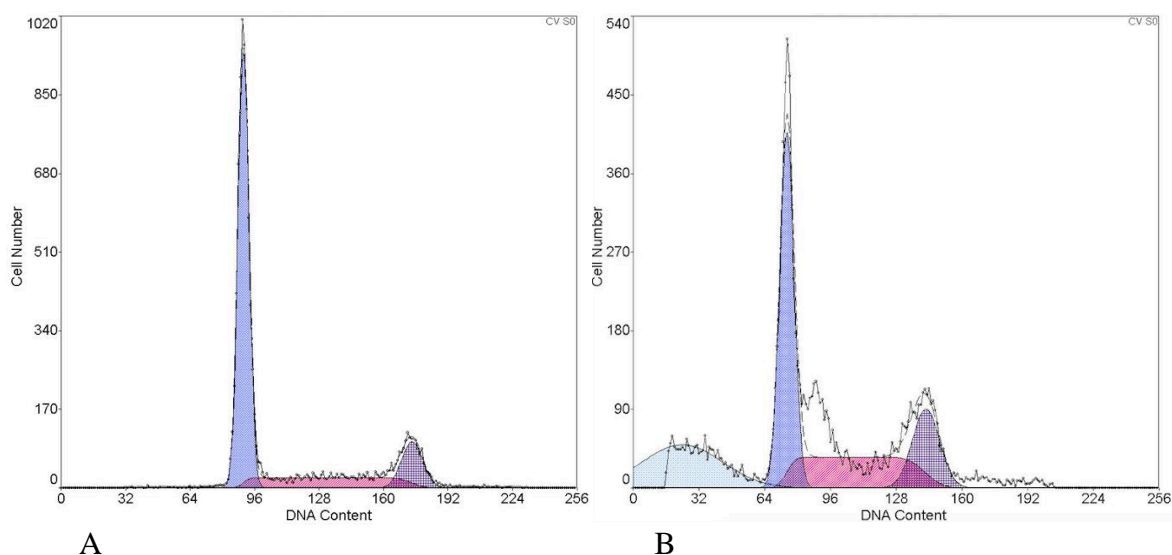 CV S0
1020
850
680
510
340
170
0
Cell Number
0 32 64 96 128 160 192 224 256
DNA Content
A
CV S0
540
450
360
270
180
90
0
Cell Number
0 32 64 96 128 160 192 224 256
DNA Content
B